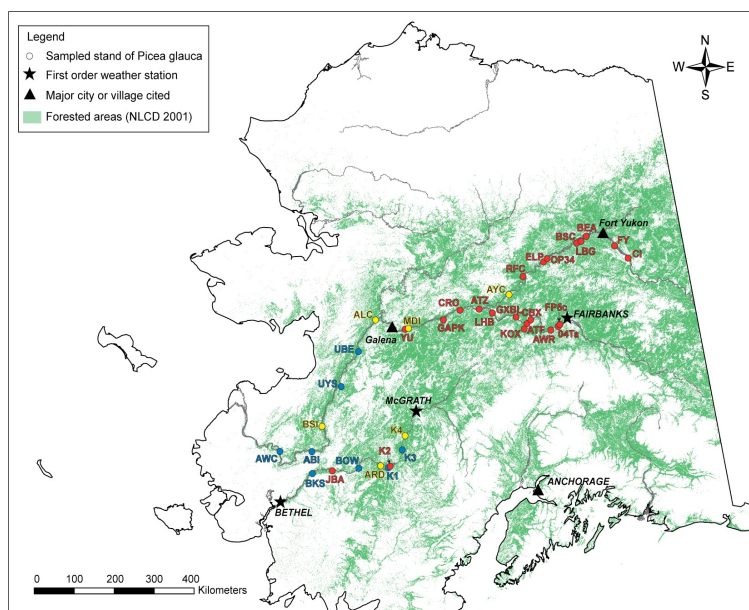 Legend
Sampled stand of Picea glauca
First order weather station
Major city or village cited
Forested areas (NLCD 2001)
N
W E
S
BEA
Fort Yukon
BSC
LBG
FY
CI
ELP
OP34
RFC
AYC
ALC
MDI
CRO
ATZ
GXBI
CBX
FP5c
FAIRBANKS
Galena
YU
GAPK
LHB
KOX
ATF
AWR
04Ta
UBE
UYS
McGRATH
BSI
K4
AWC
ABI
BOW
K2
K3
BKS
JBA
ARD
K1
BETHEL
ANCHORAGE
0 100 200 300 400
Kilometers